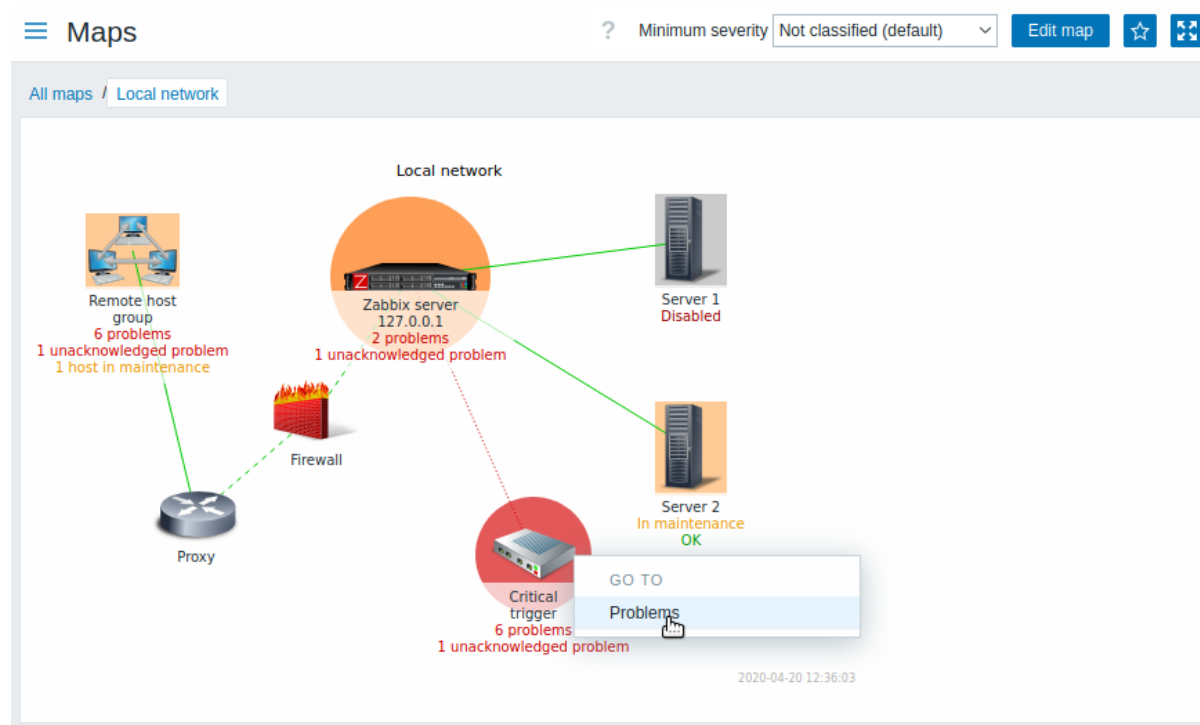 Maps
? Minimum severity Not classified (default) Edit map
All maps / Local network
Local network
Remote host
group
6 problems
1 unacknowledged problem
1 host in maintenance
Z
Zabbix server
127.0.0.1
2 problems
1 unacknowledged problem
Server 1
Disabled
Firewall
Proxy
Server 2
In maintenance
OK
Critical
trigger
6 problems
1 unacknowledged problem
GO TO
Problems
2020-04-20 12:36:03